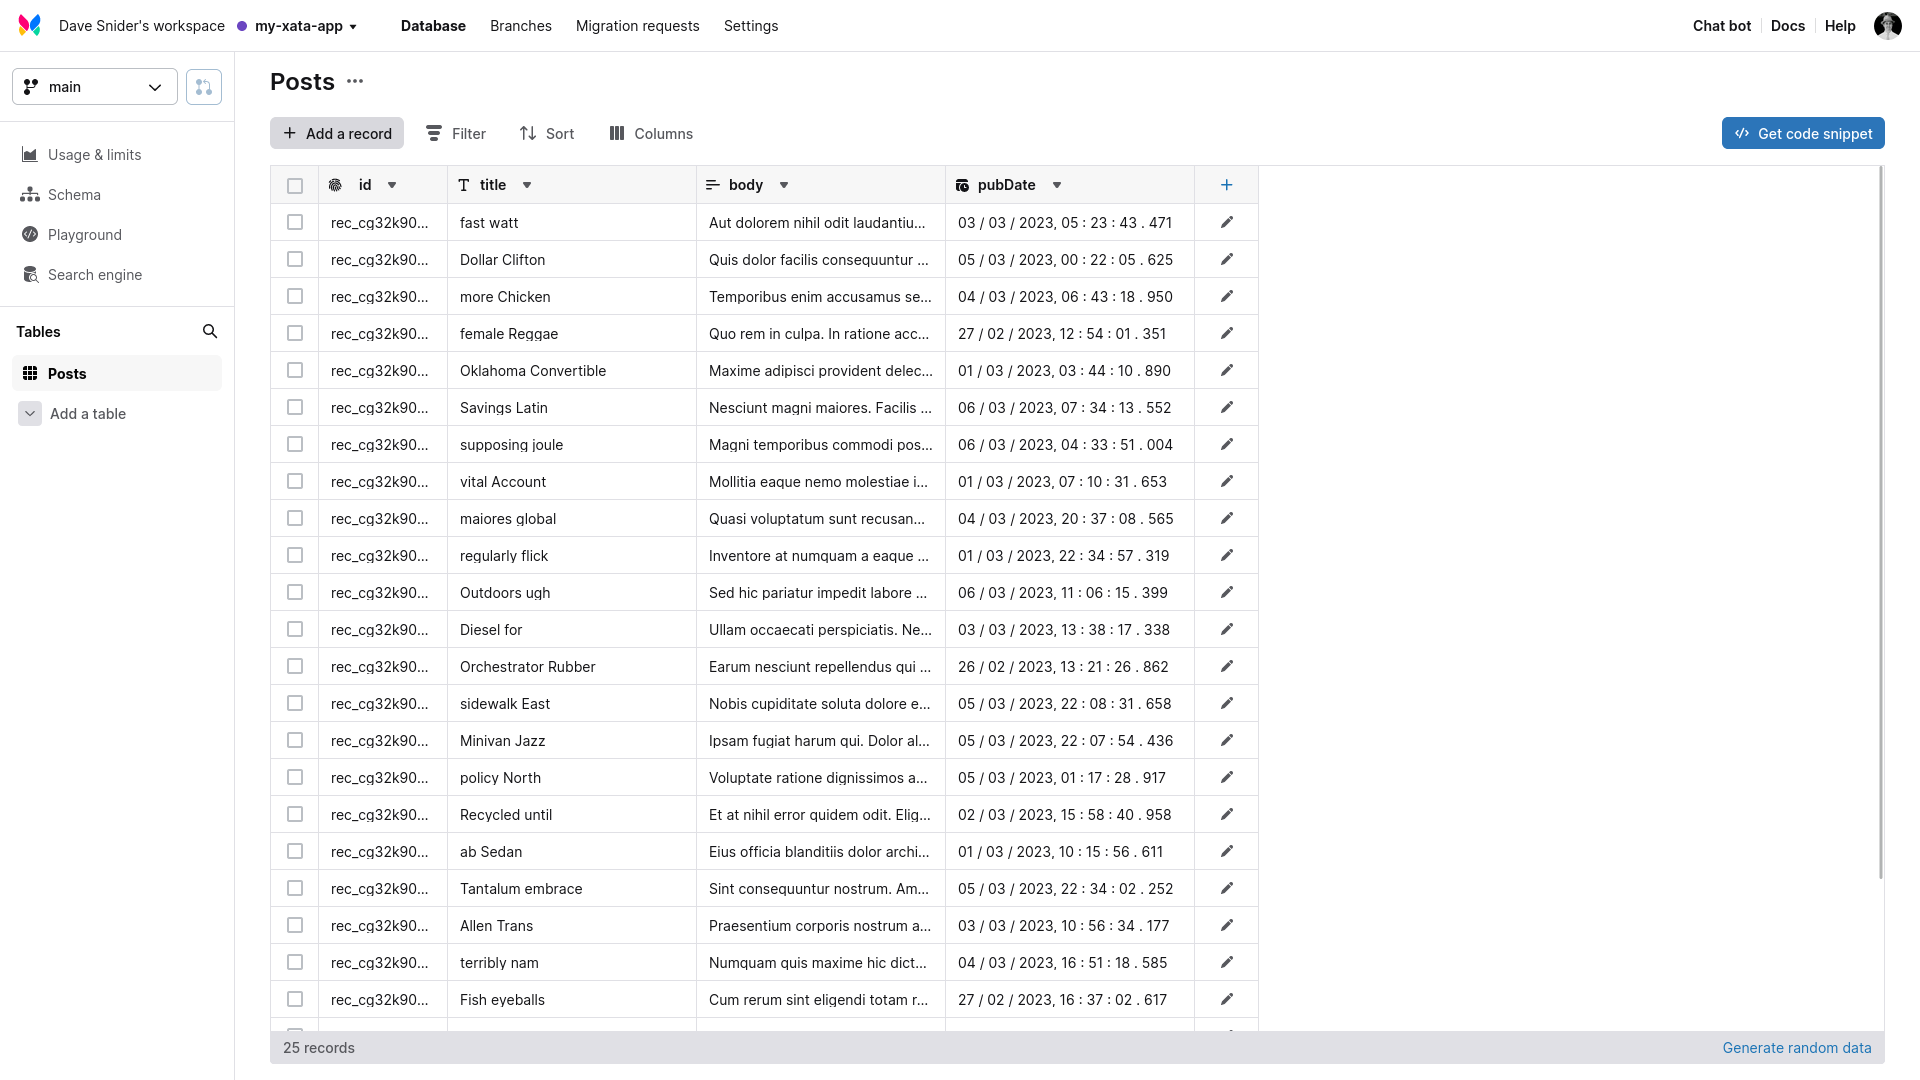 Dave Snider's workspace my-xata-app Database Branches Migration requests Settings Chat bot Docs Help
main
Usage & limits
Schema
Playground
Search engine
Tables
Posts
Add a table
Posts
Add a record Filter Sort Columns Get code snippet
id title body pubDate
rec_cg32k90... fast watt Aut dolorem nihil odit laudantiu... 03 / 03 / 2023, 05 : 23 : 43 . 471
rec_cg32k90... Dollar Clifton Quis dolor facilis consequuntur ... 05 / 03 / 2023, 00 : 22 : 05 . 625
rec_cg32k90... more Chicken Temporibus enim accusamus se... 04 / 03 / 2023, 06 : 43 : 18 . 950
rec_cg32k90... female Reggae Quo rem in culpa. In ratione acc... 27 / 02 / 2023, 12 : 54 : 01 . 351
rec_cg32k90... Oklahoma Convertible Maxime adipisci provident delec... 01 / 03 / 2023, 03 : 44 : 10 . 890
rec_cg32k90... Savings Latin Nesciunt magni maiores. Facilis ... 06 / 03 / 2023, 07 : 34 : 13 . 552
rec_cg32k90... supposing joule Magni temporibus commodi pos... 06 / 03 / 2023, 04 : 33 : 51 . 004
rec_cg32k90... vital Account Mollitia eaque nemo molestiae i... 01 / 03 / 2023, 07 : 10 : 31 . 653
rec_cg32k90... maiores global Quasi voluptatum sunt recusan... 04 / 03 / 2023, 20 : 37 : 08 . 565
rec_cg32k90... regularly flick Inventore at numquam a eaque ... 01 / 03 / 2023, 22 : 34 : 57 . 319
rec_cg32k90... Outdoors ugh Sed hic pariatur impedit labore ... 06 / 03 / 2023, 11 : 06 : 15 . 399
rec_cg32k90... Diesel for Ullam occaecati perspiciatis. Ne... 03 / 03 / 2023, 13 : 38 : 17 . 338
rec_cg32k90... Orchestrator Rubber Earum nesciunt repellendus qui ... 26 / 02 / 2023, 13 : 21 : 26 . 862
rec_cg32k90... sidewalk East Nobis cupiditate soluta dolore e... 05 / 03 / 2023, 22 : 08 : 31 . 658
rec_cg32k90... Minivan Jazz Ipsam fugiat harum qui. Dolor al... 05 / 03 / 2023, 22 : 07 : 54 . 436
rec_cg32k90... policy North Voluptate ratione dignissimos a... 05 / 03 / 2023, 01 : 17 : 28 . 917
rec_cg32k90... Recycled until Et at nihil error quidem odit. Elig... 02 / 03 / 2023, 15 : 58 : 40 . 958
rec_cg32k90... ab Sedan Eius officia blanditiis dolor archi... 01 / 03 / 2023, 10 : 15 : 56 . 611
rec_cg32k90... Tantalum embrace Sint consequuntur nostrum. Am... 05 / 03 / 2023, 22 : 34 : 02 . 252
rec_cg32k90... Allen Trans Praesentium corporis nostrum a... 03 / 03 / 2023, 10 : 56 : 34 . 177
rec_cg32k90... terribly nam Numquam quis maxime hic dict... 04 / 03 / 2023, 16 : 51 : 18 . 585
rec_cg32k90... Fish eyeballs Cum rerum sint eligendi totam r... 27 / 02 / 2023, 16 : 37 : 02 . 617
25 records Generate random data